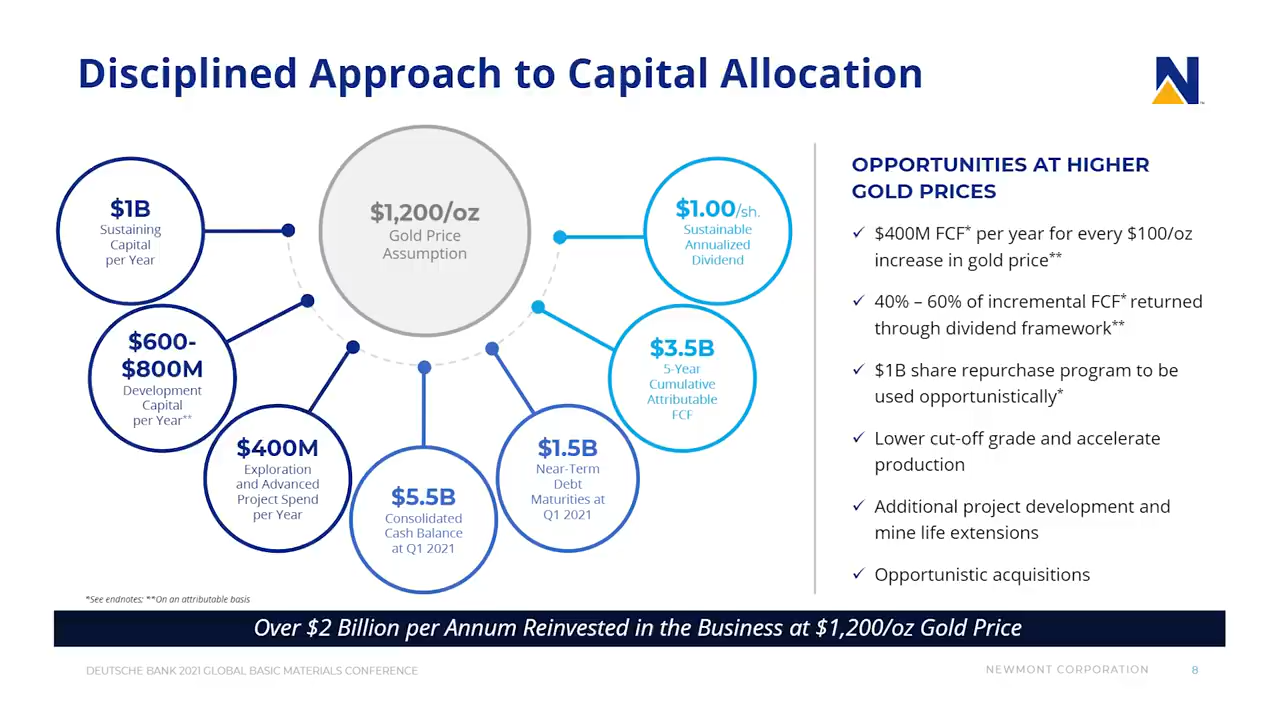 Disciplined Approach to Capital Allocation
$1,200/oz
Gold Price
Assumption
$1B
Sustaining
Capital
per Year
$600-
$800M
Development
Capital
per Year**
$400M
Exploration
and Advanced
Project Spend
per Year
$5.5B
Consolidated
Cash Balance
at Q1 2021
$1.5B
Near-Term
Debt
Maturities at
Q1 2021
$3.5B
5-Year
Cumulative
Attributable
FCF
$1.00/sh.
Sustainable
Annualized
Dividend
OPPORTUNITIES AT HIGHER
GOLD PRICES
✓ $400M FCF* per year for every $100/oz
increase in gold price**
✓ 40% – 60% of incremental FCF* returned
through dividend framework**
✓ $1B share repurchase program to be
used opportunistically*
✓ Lower cut-off grade and accelerate
production
✓ Additional project development and
mine life extensions
✓ Opportunistic acquisitions
*See endnotes; **On an attributable basis
Over $2 Billion per Annum Reinvested in the Business at $1,200/oz Gold Price
DEUTSCHE BANK 2021 GLOBAL BASIC MATERIALS CONFERENCE
NEWMONT CORPORATION
8